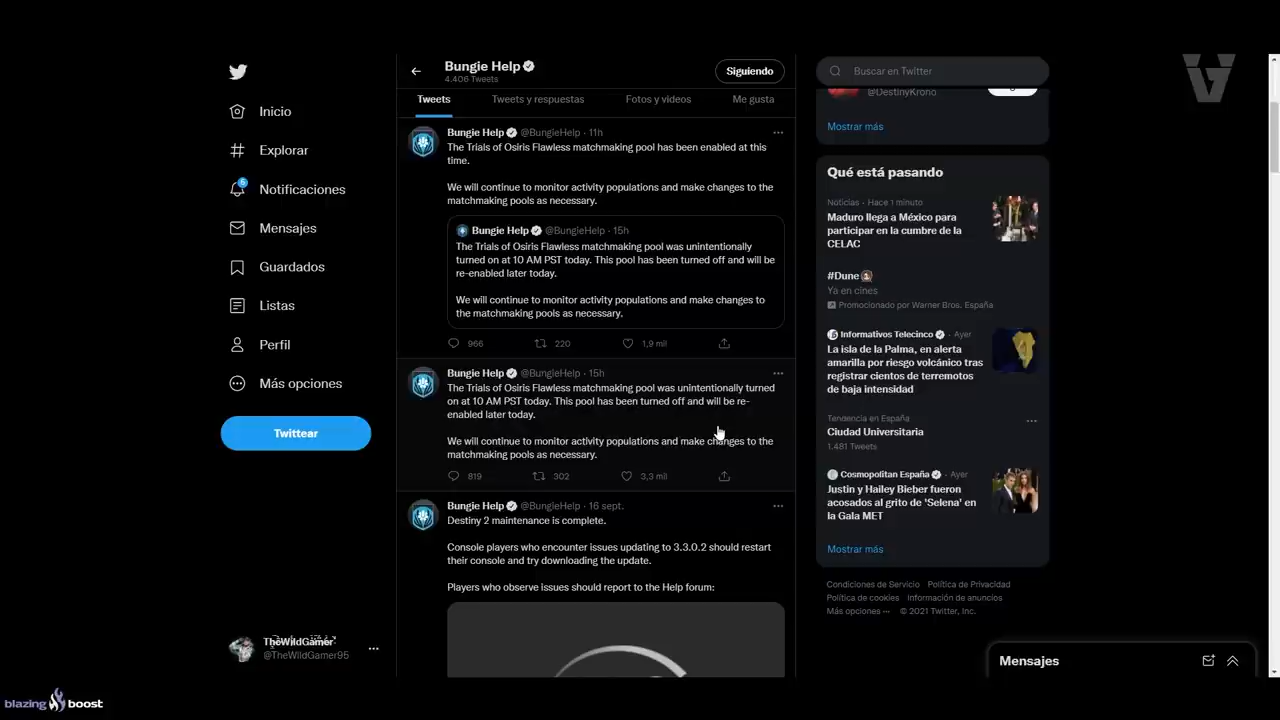 Bungie Help
4.406 Tweets
Siguiendo
Tweets
Tweets y respuestas
Fotos y videos
Me gusta
Inicio
Explorar
6
Notificaciones
Mensajes
Guardados
Listas
Perfil
Más opciones
Twittear
TheWildGamer
@TheWIldGamer95
Bungie Help @BungieHelp · 11h
The Trials of Osiris Flawless matchmaking pool has been enabled at this
time.
We will continue to monitor activity populations and make changes to the
matchmaking pools as necessary.
Bungie Help @BungieHelp · 15h
The Trials of Osiris Flawless matchmaking pool was unintentionally
turned on at 10 AM PST today. This pool has been turned off and will be
re-enabled later today.
We will continue to monitor activity populations and make changes to
the matchmaking pools as necessary.
966
220
1,9 mil
Bungie Help @BungieHelp · 15h
The Trials of Osiris Flawless matchmaking pool was unintentionally turned
on at 10 AM PST today. This pool has been turned off and will be re-
enabled later today.
We will continue to monitor activity populations and make changes to the
matchmaking pools as necessary.
819
302
3,3 mil
Bungie Help @BungieHelp · 16 sept.
Destiny 2 maintenance is complete.
Console players who encounter issues updating to 3.3.0.2 should restart
their console and try downloading the update.
Players who observe issues should report to the Help forum:
Buscar en Twitter
@DestinyKrono
Mostrar más
Qué está pasando
Noticias · Hace 1 minuto
Maduro llega a México para
participar en la cumbre de la
CELAC
#Dune
Ya en cines
Promocionado por Warner Bros. España
Informativos Telecinco · Ayer
La isla de la Palma, en alerta
amarilla por riesgo volcánico tras
registrar cientos de terremotos
de baja intensidad
Tendencia en España
Ciudad Universitaria
1.481 Tweets
Cosmopolitan España · Ayer
Justin y Hailey Bieber fueron
acosados al grito de 'Selena' en
la Gala MET
Mostrar más
Condiciones de Servicio Política de Privacidad
Política de cookies Información de anuncios
Más opciones ··· © 2021 Twitter, Inc.
Mensajes
blazing boost